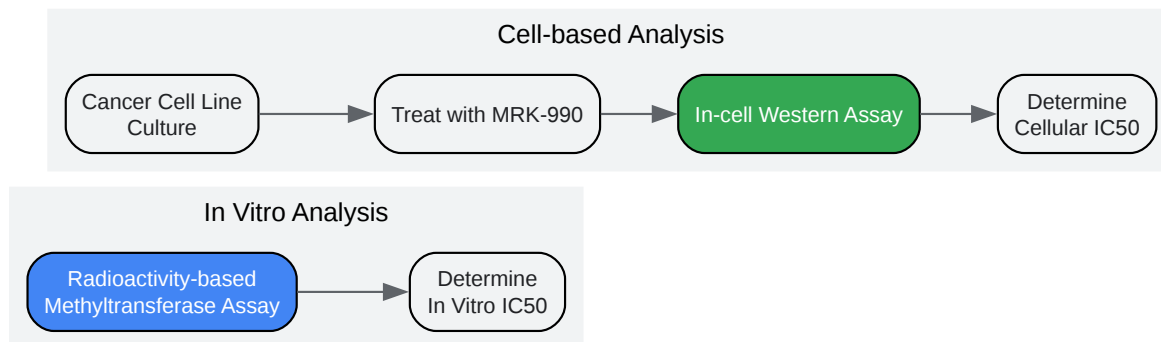 Cell-based Analysis
Cancer Cell Line
Culture
Treat with MRK-990
In-cell Western Assay
Determine
Cellular IC50
In Vitro Analysis
Radioactivity-based
Methyltransferase Assay
Determine
In Vitro IC50